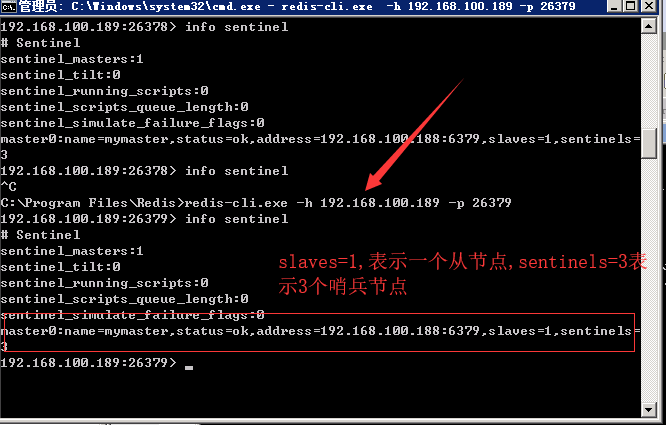 管理员: C:\Windows\system32\cmd.exe - redis-cli.exe  -h 192.168.100.189 -p 26379
192.168.100.189:26378> info sentinel
# Sentinel
sentinel_masters:1
sentinel_tilt:0
sentinel_running_scripts:0
sentinel_scripts_queue_length:0
sentinel_simulate_failure_flags:0
master0:name=mymaster,status=ok,address=192.168.100.188:6379,slaves=1,sentinels=
3
192.168.100.189:26378> info sentinel
^C
C:\Program Files\Redis>redis-cli.exe -h 192.168.100.189 -p 26379
192.168.100.189:26379> info sentinel
# Sentinel
sentinel_masters:1
sentinel_tilt:0
sentinel_running_scripts:0
sentinel_scripts_queue_length:0
sentinel_simulate_failure_flags:0
master0:name=mymaster,status=ok,address=192.168.100.188:6379,slaves=1,sentinels=
3
192.168.100.189:26379>
slaves=1,表示一个从节点,sentinels=3表
示3个哨兵节点